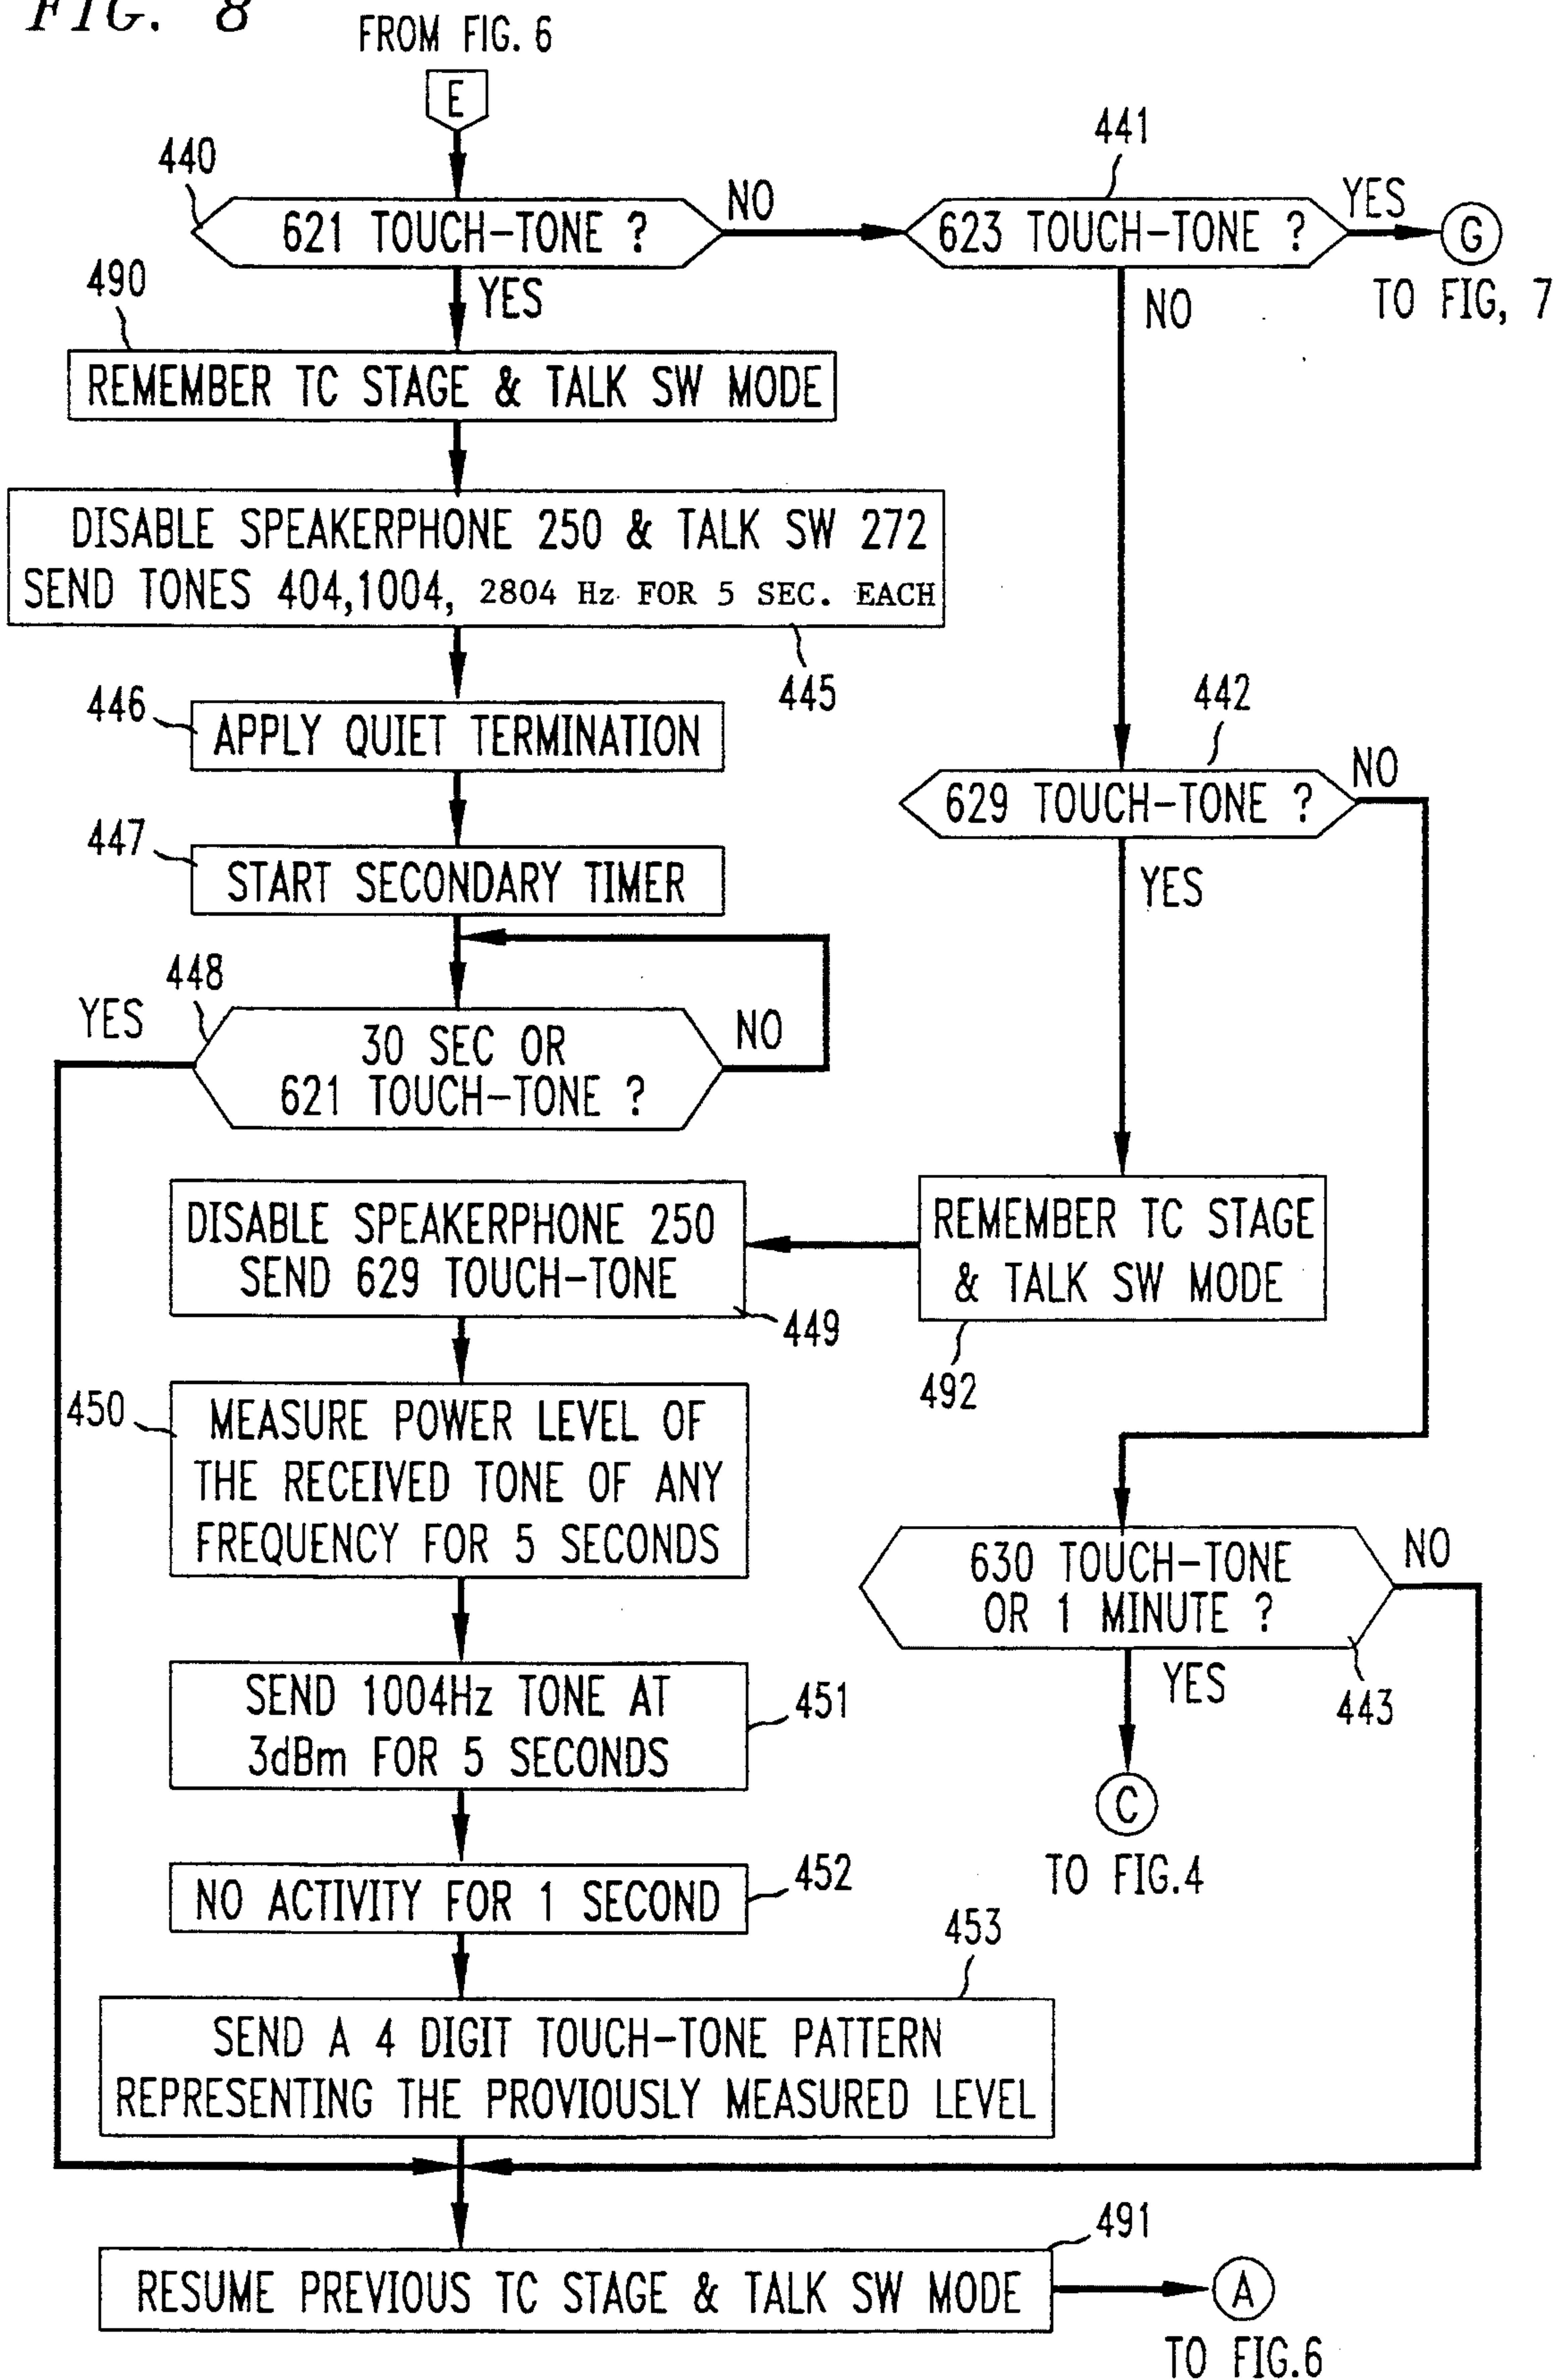 FIG. 8
FROM FIG. 6
E
440
621 TOUCH-TONE ?
NO
441
623 TOUCH-TONE ?
YES
G
TO FIG, 7
YES
NO
490
REMEMBER TC STAGE & TALK SW MODE
DISABLE SPEAKERPHONE 250 & TALK SW 272
SEND TONES 404,1004, 2804 Hz FOR 5 SEC. EACH
445
446
APPLY QUIET TERMINATION
442
629 TOUCH-TONE ?
NO
YES
447
START SECONDARY TIMER
448
YES
30 SEC OR
621 TOUCH-TONE ?
NO
DISABLE SPEAKERPHONE 250
SEND 629 TOUCH-TONE
449
REMEMBER TC STAGE
& TALK SW MODE
492
450
MEASURE POWER LEVEL OF
THE RECEIVED TONE OF ANY
FREQUENCY FOR 5 SECONDS
630 TOUCH-TONE
OR 1 MINUTE ?
NO
YES
443
SEND 1004Hz TONE AT
3dBm FOR 5 SECONDS
451
C
TO FIG.4
NO ACTIVITY FOR 1 SECOND
452
453
SEND A 4 DIGIT TOUCH-TONE PATTERN
REPRESENTING THE PROVIOUSLY MEASURED LEVEL
491
RESUME PREVIOUS TC STAGE & TALK SW MODE
A
TO FIG.6